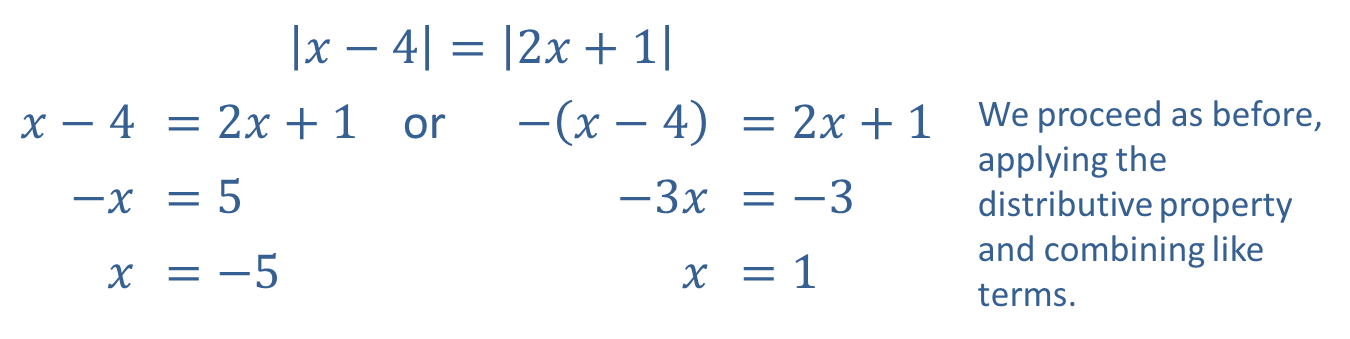 |x − 4| = |2x + 1|
x − 4 = 2x + 1 or −(x − 4) = 2x + 1
−x = 5 −3x = −3
x = −5 x = 1
We proceed as before,
applying the
distributive property
and combining like
terms.